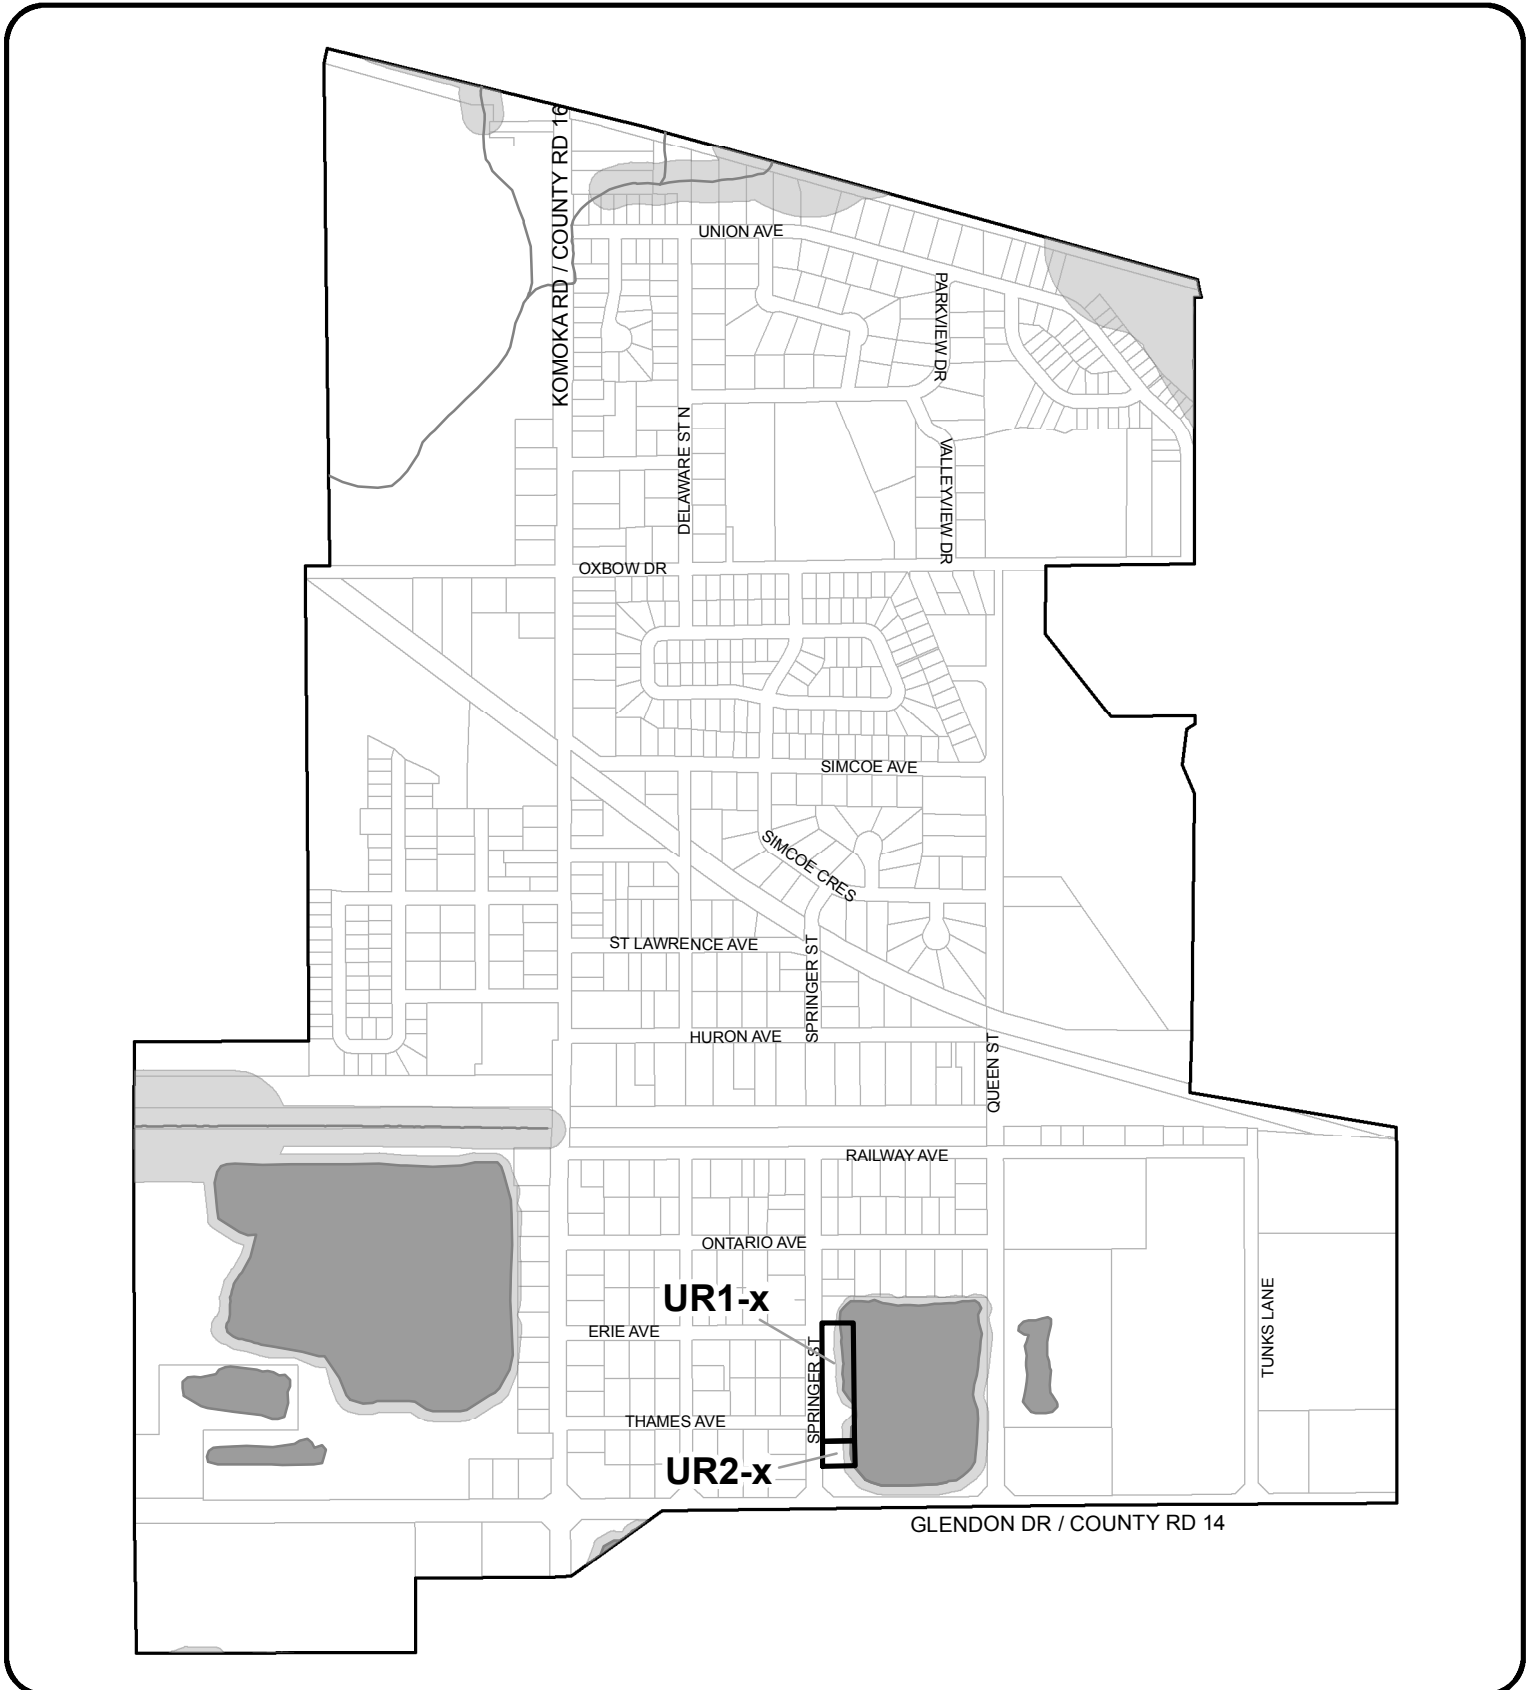 KOMOKA RD / COUNTY RD 16
UNION AVE
PARKVIEW DR
DELAWARE ST N
VALLEYVIEW DR
OXBOW DR
SIMCOE AVE
SIMCOE CRES
ST LAWRENCE AVE
SPRINGER ST
HURON AVE
QUEEN ST
RAILWAY AVE
ONTARIO AVE
UR1-x
TUNKS LANE
ERIE AVE
SPRINGER ST
THAMES AVE
UR2-x
GLENDON DR / COUNTY RD 14